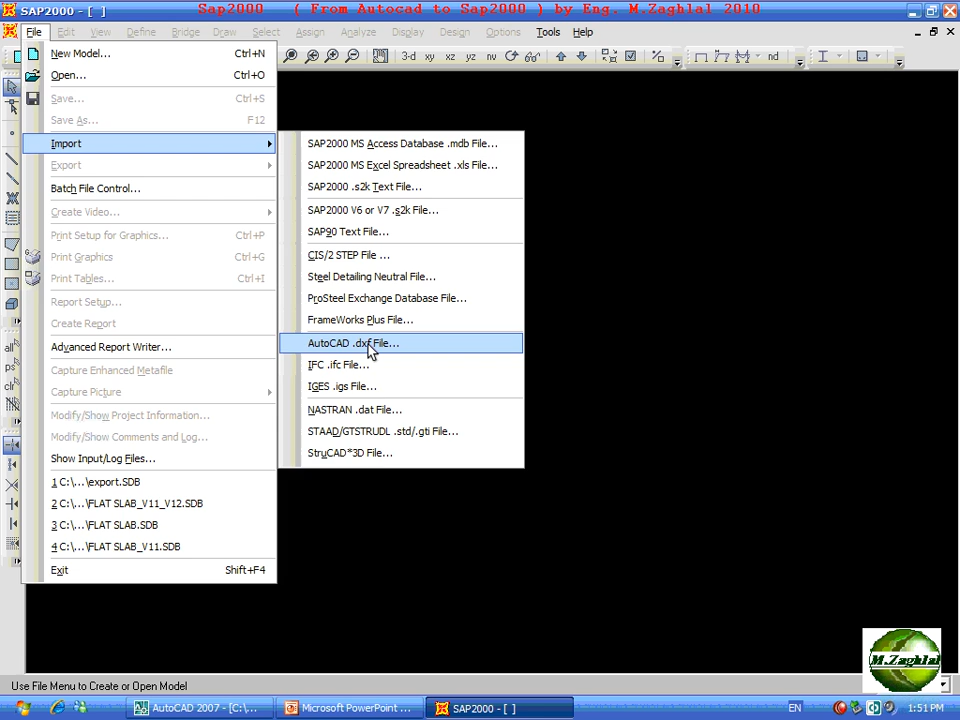 SAP2000 - [ ]
Sap2000 ( From Autocad to Sap2000 ) by Eng. M.Zaghlal 2010
File Edit View Define Bridge Draw Select Assign Analyze Display Design Options Tools Help
3-d xy xz yz nv nd
New Model... Ctrl+N
Open... Ctrl+O
Save... Ctrl+S
Save As... F12
Import
Export
Batch File Control...
Create Video...
Print Setup for Graphics... Ctrl+P
Print Graphics Ctrl+G
Print Tables... Ctrl+I
Report Setup...
Create Report
Advanced Report Writer...
Capture Enhanced Metafile
Capture Picture
Modify/Show Project Information...
Modify/Show Comments and Log...
Show Input/Log Files...
1 C:\...\export.SDB
2 C:\...\FLAT SLAB_V11_V12.SDB
3 C:\...\FLAT SLAB.SDB
4 C:\...\FLAT SLAB_V11.SDB
Exit Shift+F4
SAP2000 MS Access Database .mdb File...
SAP2000 MS Excel Spreadsheet .xls File...
SAP2000 .s2k Text File...
SAP2000 V6 or V7 .s2k File...
SAP90 Text File...
CIS/2 STEP File ...
Steel Detailing Neutral File...
ProSteel Exchange Database File...
FrameWorks Plus File...
AutoCAD .dxf File...
IFC .ifc File...
IGES .igs File...
NASTRAN .dat File...
STAAD/GTSTRUDL .std/.gti File...
StruCAD*3D File...
all
ps
clr
M.Zaghlal
Use File Menu to Create or Open Model
AutoCAD 2007 - [C:\...
Microsoft PowerPoint ...
SAP2000 - [ ]
EN
1:51 PM